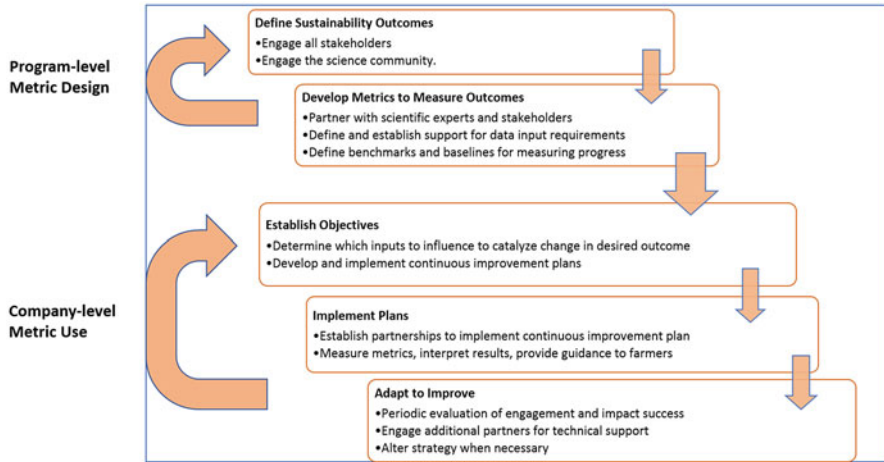 Program-level
Metric Design
Define Sustainability Outcomes
•Engage all stakeholders
•Engage the science community.
Develop Metrics to Measure Outcomes
•Partner with scientific experts and stakeholders
•Define and establish support for data input requirements
•Define benchmarks and baselines for measuring progress
Company-level
Metric Use
Establish Objectives
•Determine which inputs to influence to catalyze change in desired outcome
•Develop and implement continuous improvement plans
Implement Plans
•Establish partnerships to implement continuous improvement plan
•Measure metrics, interpret results, provide guidance to farmers
Adapt to Improve
•Periodic evaluation of engagement and impact success
•Engage additional partners for technical support
•Alter strategy when necessary